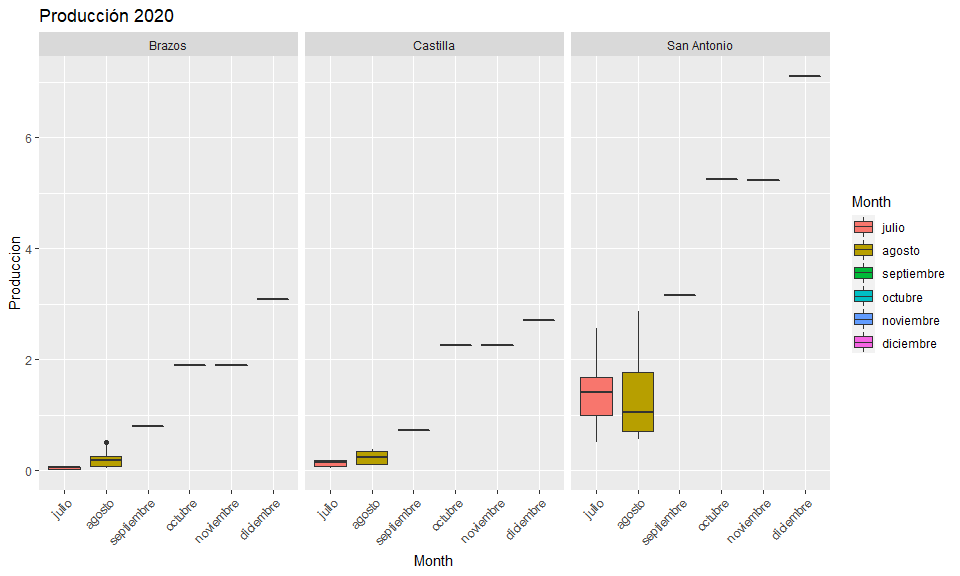 Producción 2020
Brazos
Castilla
San Antonio
6
4
2
0
Produccion
julio
agosto
septiembre
octubre
noviembre
diciembre
julio
agosto
septiembre
octubre
noviembre
diciembre
julio
agosto
septiembre
octubre
noviembre
diciembre
Month
Month
julio
agosto
septiembre
octubre
noviembre
diciembre